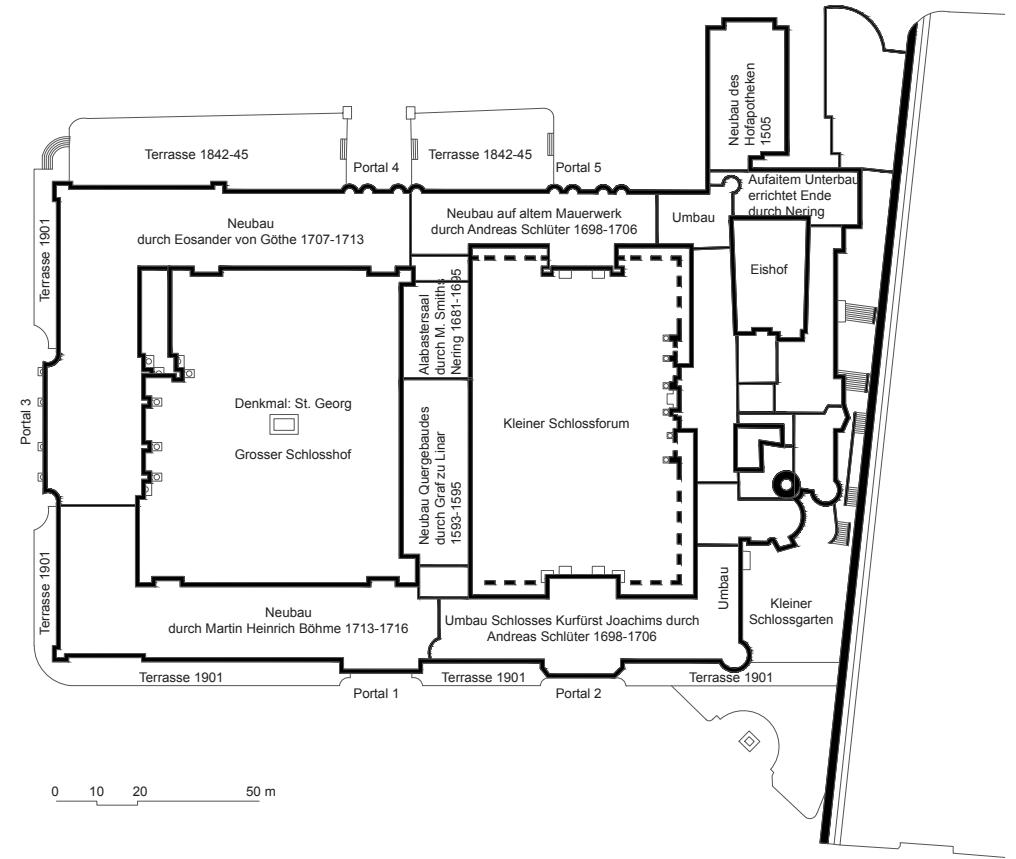 Neubau des
Hofapotheken
1505
Terrasse 1842-45
Portal 4
Terrasse 1842-45
Portal 5
Aufaitem Unterbau
errichtet Ende
durch Nering
Terrasse 1901
Neubau
durch Eosander von Göthe 1707-1713
Neubau auf altem Mauerwerk
durch Andreas Schlüter 1698-1706
Umbau
Eishof
Alabastersaal
durch M. Smiths
Nering 1681-1695
Portal 3
Denkmal: St. Georg
Grosser Schlosshof
Neubau Quergebaudes
durch Graf zu Linar
1593-1595
Kleiner Schlossforum
Terrasse 1901
Neubau
durch Martin Heinrich Böhme 1713-1716
Umbau Schlosses Kurfürst Joachims durch
Andreas Schlüter 1698-1706
Umbau
Kleiner
Schlossgarten
Terrasse 1901
Portal 1
Terrasse 1901
Portal 2
Terrasse 1901
0 10 20 50 m